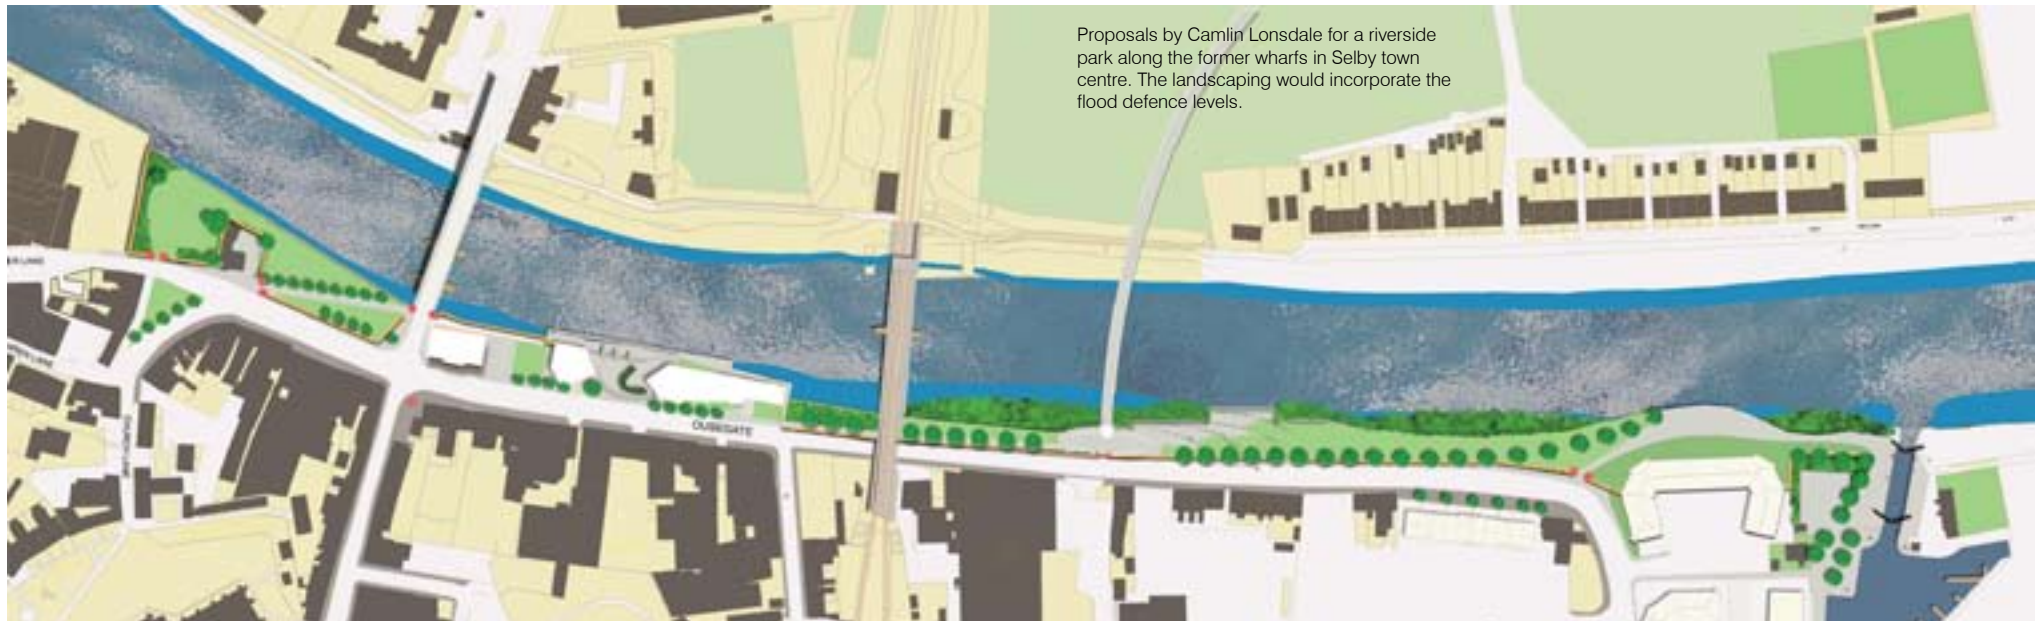 Proposals by Camlin Lonsdale for a riverside
park along the former wharfs in Selby town
centre. The landscaping would incorporate the
flood defence levels.
OUSEGATE